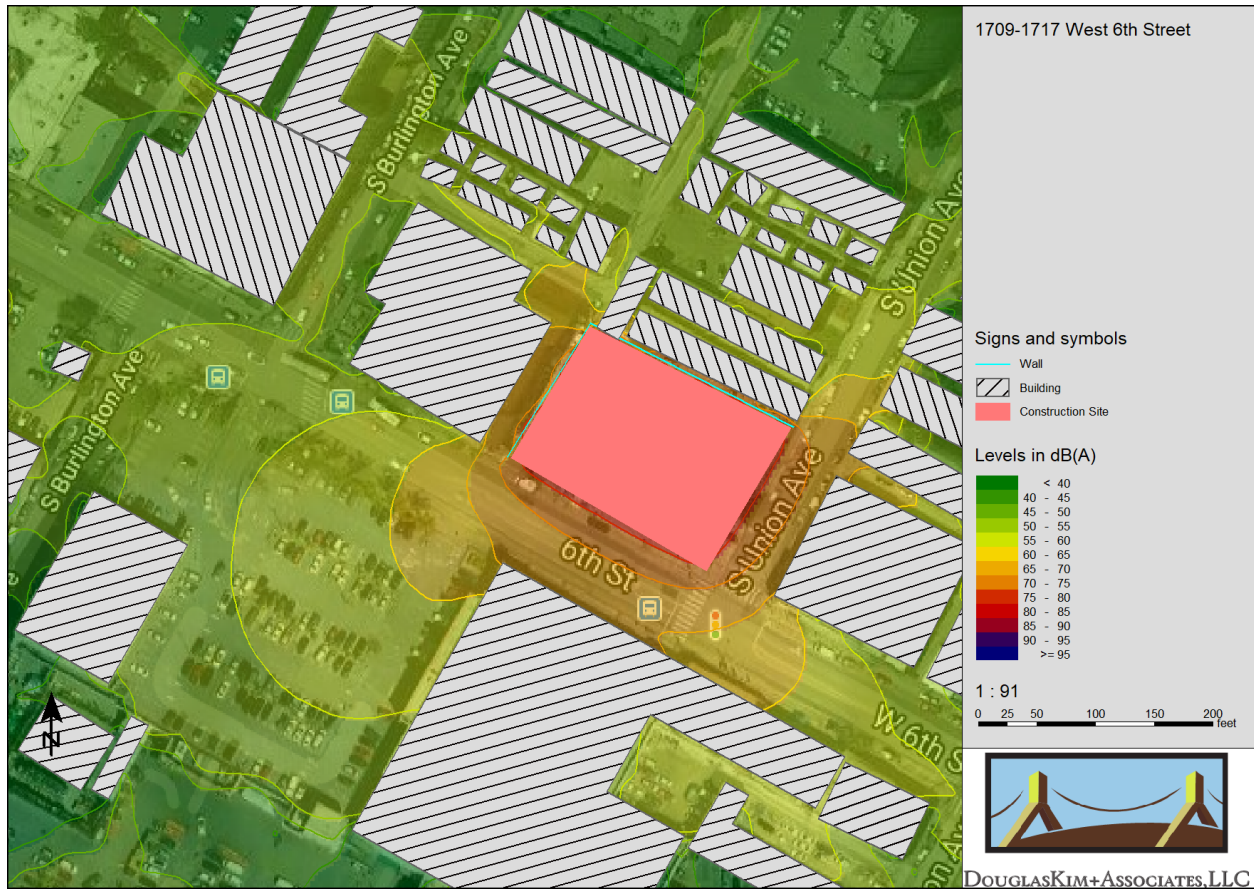 1709-1717 West 6th Street
S Burlington Ave
S Burlington Ave
S Union Ave
S Union Ave
6th St
W 6th S
N
Signs and symbols
Wall
Building
Construction Site
Levels in dB(A)
< 40
40 - 45
45 - 50
50 - 55
55 - 60
60 - 65
65 - 70
70 - 75
75 - 80
80 - 85
85 - 90
90 - 95
>= 95
1 : 91
0 25 50 100 150 200
feet
DOUGLASKIM+ASSOCIATES,LLC